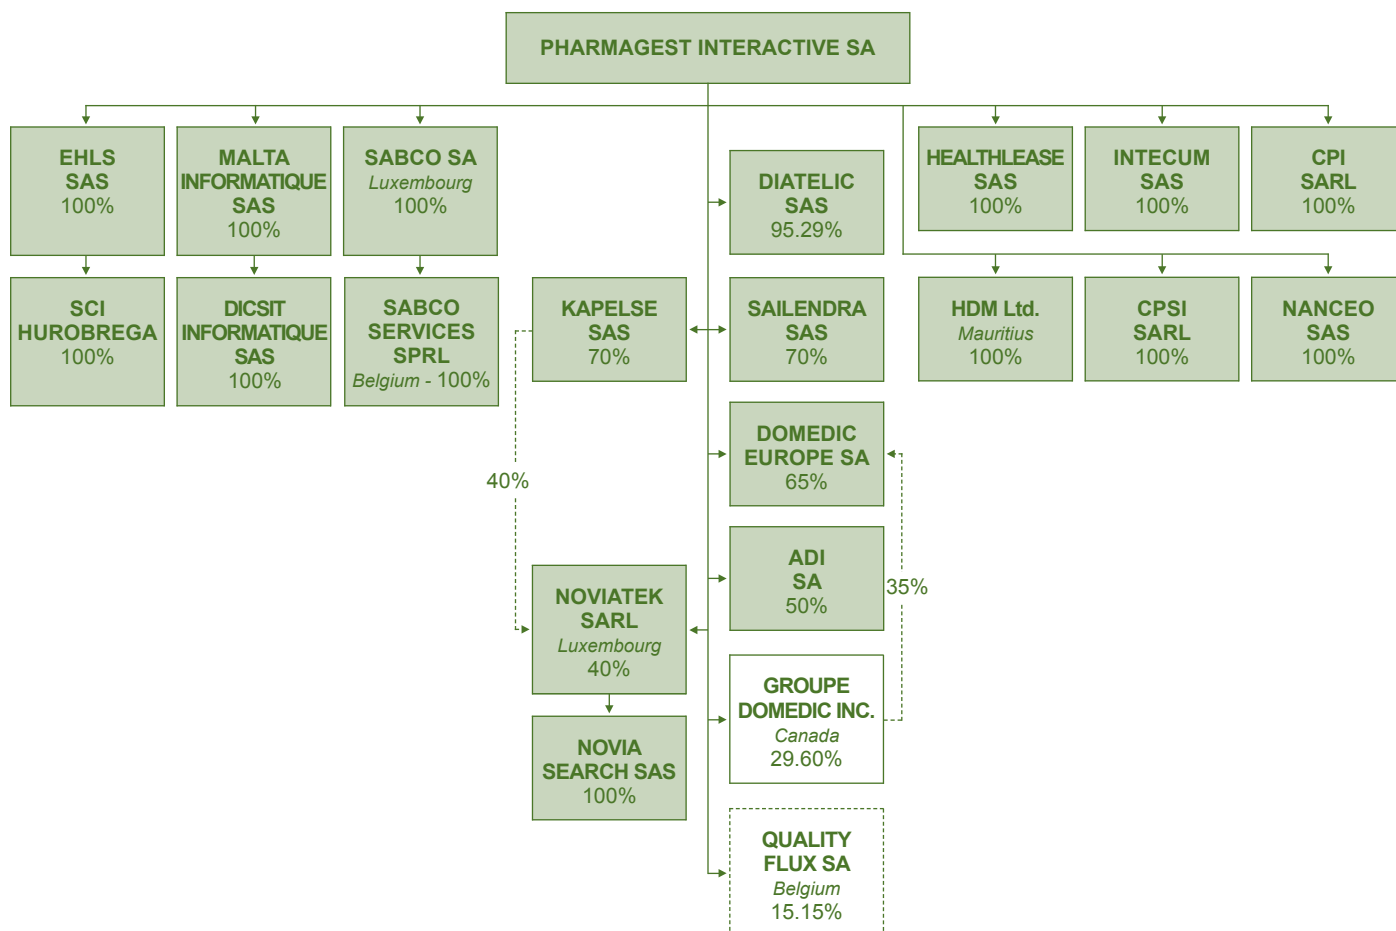 PHARMAGEST INTERACTIVE SA
EHLS
SAS
100%
MALTA
INFORMATIQUE
SAS
100%
SABCO SA
Luxembourg
100%
DIATELIC
SAS
95.29%
HEALTHLEASE
SAS
100%
INTECUM
SAS
100%
CPI
SARL
100%
SCI
HUROBREGA
100%
DICSIT
INFORMATIQUE
SAS
100%
SABCO
SERVICES
SPRL
Belgium - 100%
KAPELSE
SAS
70%
SAILENDRA
SAS
70%
HDM Ltd.
Mauritius
100%
CPSI
SARL
100%
NANCEO
SAS
100%
DOMEDIC
EUROPE SA
65%
40%
ADI
SA
50%
35%
NOVIATEK
SARL
Luxembourg
40%
GROUPE
DOMEDIC INC.
Canada
29.60%
NOVIA
SEARCH SAS
100%
QUALITY
FLUX SA
Belgium
15.15%